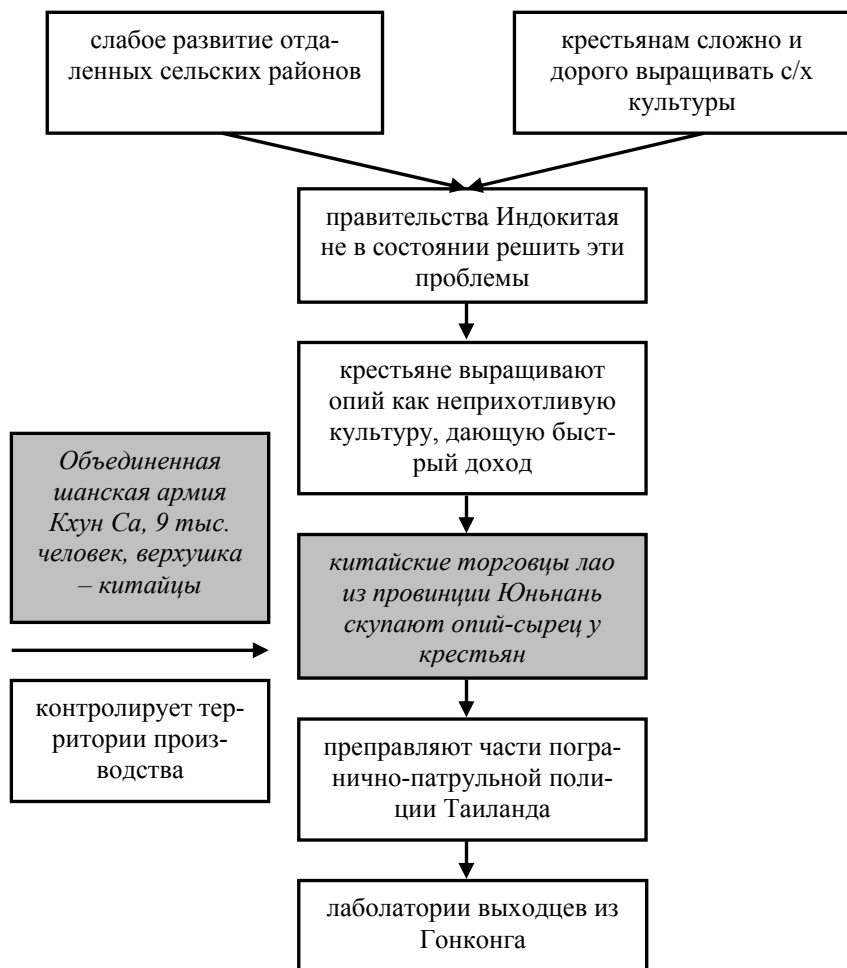 слабое развитие отда-
ленных сельских районов
крестьянам сложно и
дорого выращивать с/х
культуры
правительства Индокитая
не в состоянии решить эти
проблемы
крестьяне выращивают
опий как неприхотливую
культуру, дающую быст-
рый доход
Объединенная
шанская армия
Кхун Са, 9 тыс.
человек, верхушка
– китайцы
китайские торговцы лао
из провинции Юньнань
скупают опий-сырец у
крестьян
контролирует тер-
ритории произ-
водства
преправляют части погра-
нично-патрульной поли-
ции Таиланда
лаболатории выходцев из
Гонконга